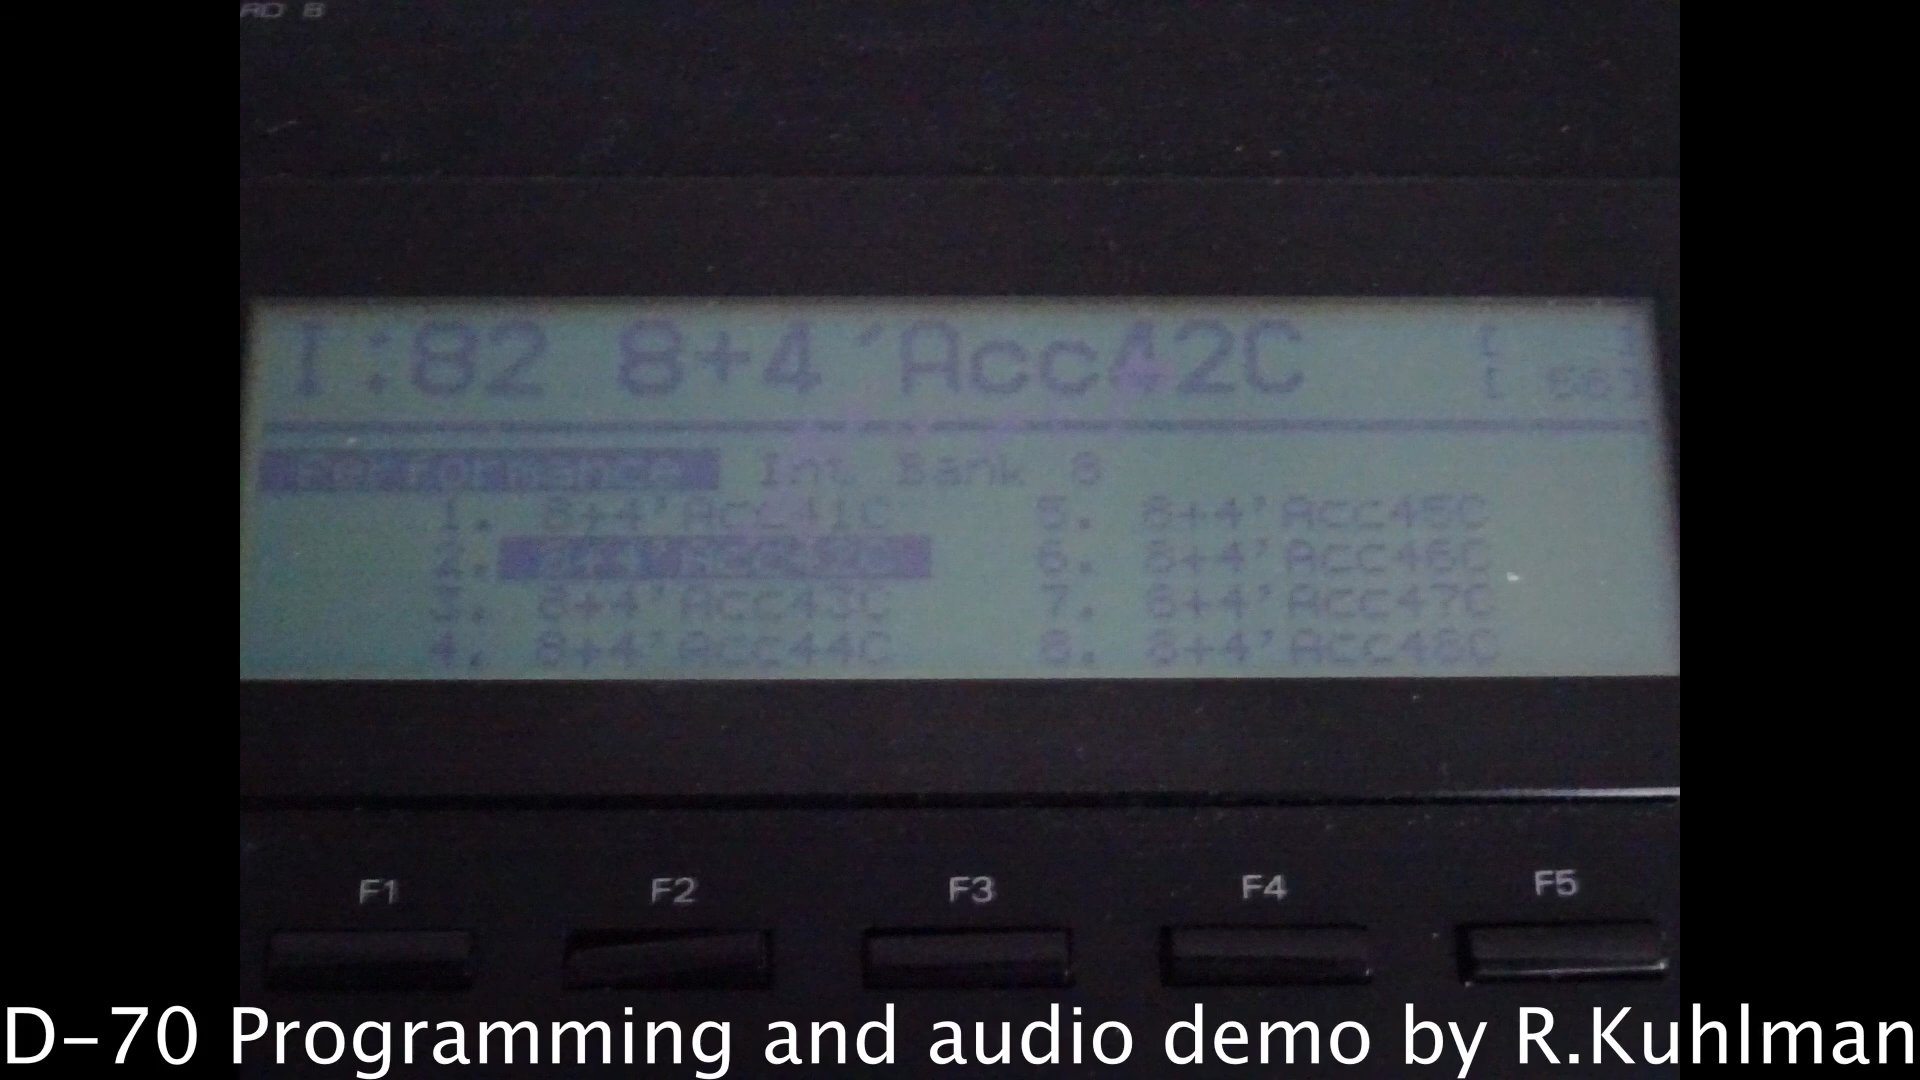 RD 8
I:82 8+4'Acc42C
Performance Int Bank 8
1. 8+4'Acc41C 5. 8+4'Acc45C
2. 8+4'Acc42C 6. 8+4'Acc46C
3. 8+4'Acc43C 7. 8+4'Acc47C
4. 8+4'Acc44C 8. 8+4'Acc48C
F1 F2 F3 F4 F5
D-70 Programming and audio demo by R.Kuhlman